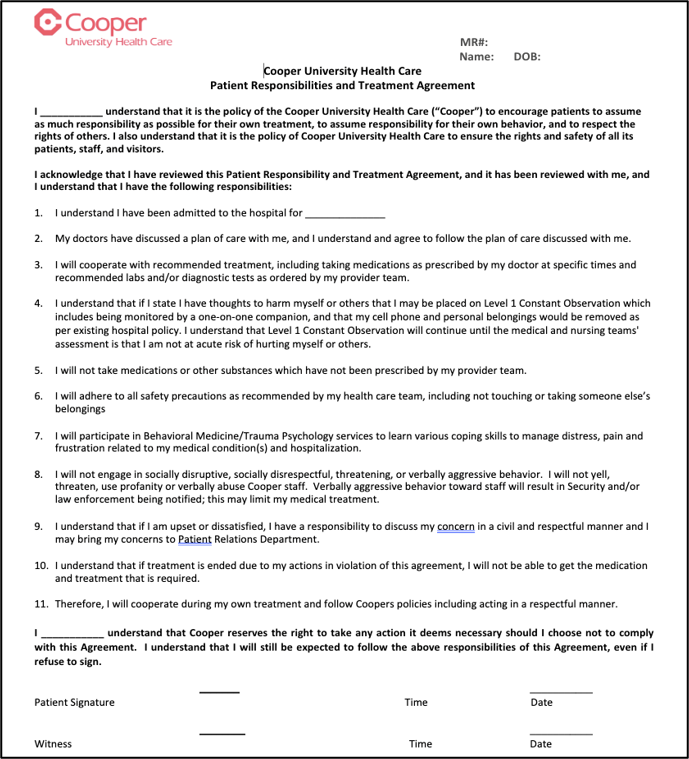 Cooper
University Health Care
MR#:
Name: DOB:
Cooper University Health Care
Patient Responsibilities and Treatment Agreement
I ___________ understand that it is the policy of the Cooper University Health Care (“Cooper”) to encourage patients to assume
as much responsibility as possible for their own treatment, to assume responsibility for their own behavior, and to respect the
rights of others. I also understand that it is the policy of Cooper University Health Care to ensure the rights and safety of all its
patients, staff, and visitors.
I acknowledge that I have reviewed this Patient Responsibility and Treatment Agreement, and it has been reviewed with me, and
I understand that I have the following responsibilities:
1. I understand I have been admitted to the hospital for ______________
2. My doctors have discussed a plan of care with me, and I understand and agree to follow the plan of care discussed with me.
3. I will cooperate with recommended treatment, including taking medications as prescribed by my doctor at specific times and
recommended labs and/or diagnostic tests as ordered by my provider team.
4. I understand that if I state I have thoughts to harm myself or others that I may be placed on Level 1 Constant Observation which
includes being monitored by a one-on-one companion, and that my cell phone and personal belongings would be removed as
per existing hospital policy. I understand that Level 1 Constant Observation will continue until the medical and nursing teams'
assessment is that I am not at acute risk of hurting myself or others.
5. I will not take medications or other substances which have not been prescribed by my provider team.
6. I will adhere to all safety precautions as recommended by my health care team, including not touching or taking someone else’s
belongings
7. I will participate in Behavioral Medicine/Trauma Psychology services to learn various coping skills to manage distress, pain and
frustration related to my medical condition(s) and hospitalization.
8. I will not engage in socially disruptive, socially disrespectful, threatening, or verbally aggressive behavior. I will not yell,
threaten, use profanity or verbally abuse Cooper staff. Verbally aggressive behavior toward staff will result in Security and/or
law enforcement being notified; this may limit my medical treatment.
9. I understand that if I am upset or dissatisfied, I have a responsibility to discuss my concern in a civil and respectful manner and I
may bring my concerns to Patient Relations Department.
10. I understand that if treatment is ended due to my actions in violation of this agreement, I will not be able to get the medication
and treatment that is required.
11. Therefore, I will cooperate during my own treatment and follow Coopers policies including acting in a respectful manner.
I ___________ understand that Cooper reserves the right to take any action it deems necessary should I choose not to comply
with this Agreement. I understand that I will still be expected to follow the above responsibilities of this Agreement, even if I
refuse to sign.
Patient Signature Time Date
Witness Time Date